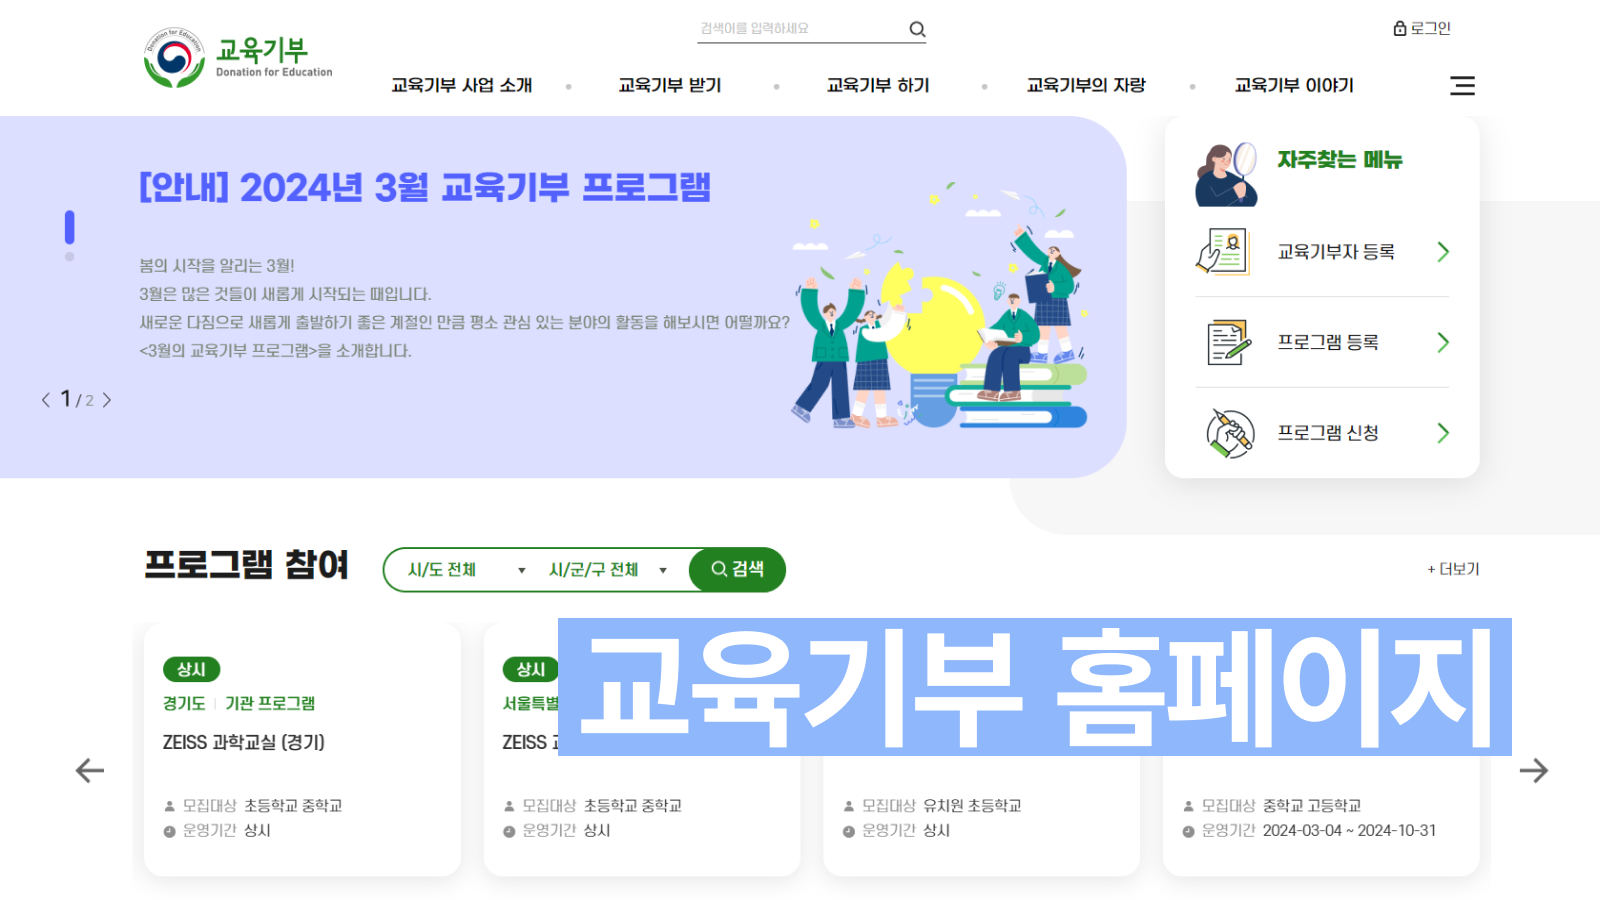 Donation for Education
교육기부
Donation for Education
검색어를 입력하세요
로그인
교육기부 사업 소개
교육기부 받기
교육기부 하기
교육기부의 자랑
교육기부 이야기
[안내] 2024년 3월 교육기부 프로그램
봄의 시작을 알리는 3월!
3월은 많은 것들이 새롭게 시작되는 때입니다.
새로운 다짐으로 새롭게 출발하기 좋은 계절인 만큼 평소 관심 있는 분야의 활동을 해보시면 어떨까요?
<3월의 교육기부 프로그램>을 소개합니다.
1 / 2
자주찾는 메뉴
교육기부자 등록
프로그램 등록
프로그램 신청
프로그램 참여
시/도 전체
시/군/구 전체
검색
+ 더보기
교육기부 홈페이지
상시
경기도 기관 프로그램
ZEISS 과학교실 (경기)
모집대상 초등학교 중학교
운영기간 상시
상시
서울특별
ZEISS
모집대상 초등학교 중학교
운영기간 상시
모집대상 유치원 초등학교
운영기간 상시
모집대상 중학교 고등학교
운영기간 2024-03-04 ~ 2024-10-31